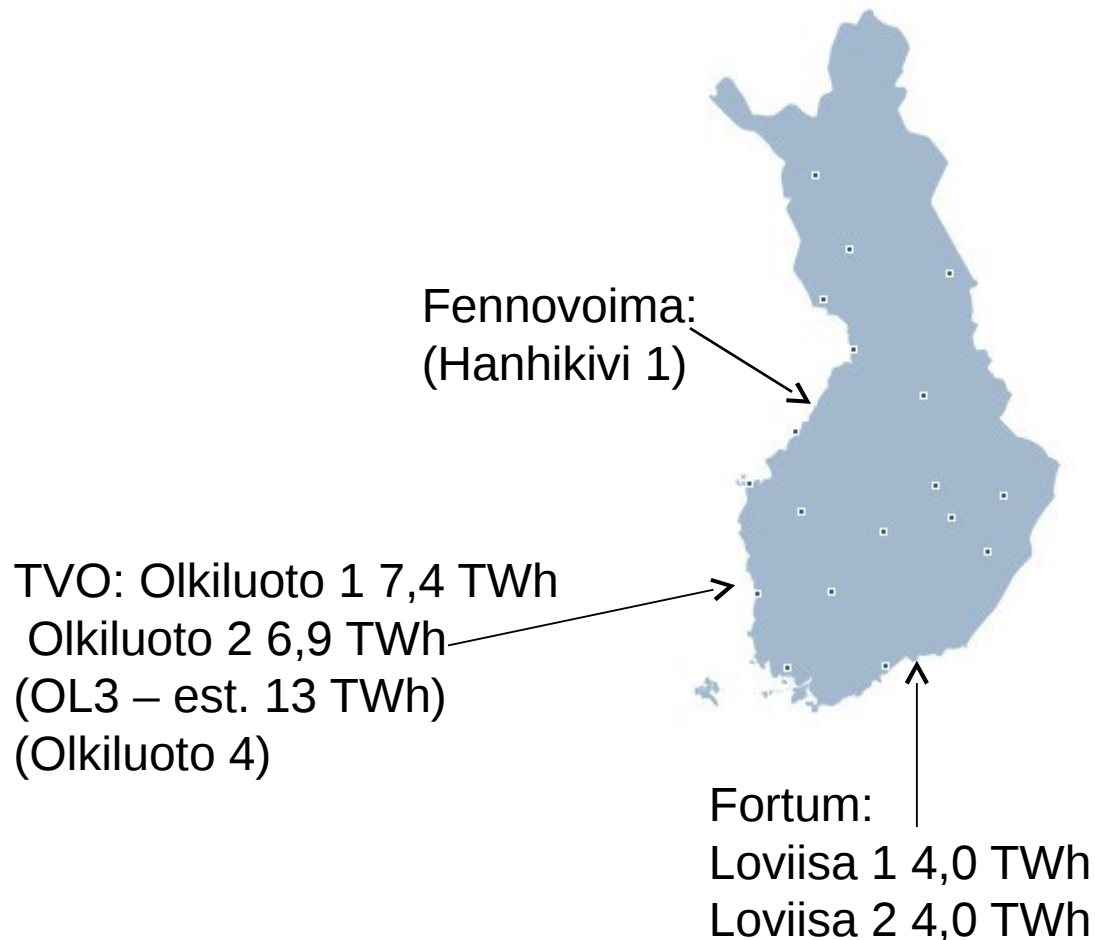 Fennovoima:
(Hanhikivi 1)
TVO: Olkiluoto 1 7,4 TWh
Olkiluoto 2 6,9 TWh
(OL3 – est. 13 TWh)
(Olkiluoto 4)
Fortum:
Loviisa 1 4,0 TWh
Loviisa 2 4,0 TWh